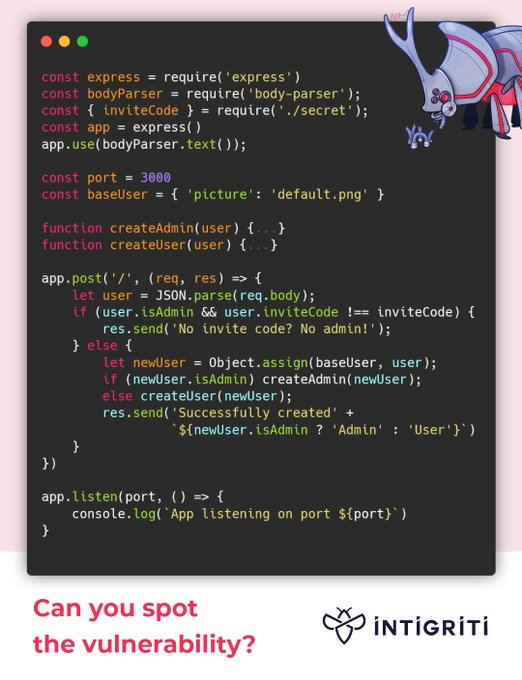 const express = require('express')
const bodyParser = require('body-parser');
const { inviteCode } = require('./secret');
const app = express()
app.use(bodyParser.text());

const port = 3000
const baseUser = { 'picture': 'default.png' }

function createAdmin(user) {...}
function createUser(user) {...}

app.post('/', (req, res) => {
    let user = JSON.parse(req.body);
    if (user.isAdmin && user.inviteCode !== inviteCode) {
        res.send('No invite code? No admin!');
    } else {
        let newUser = Object.assign(baseUser, user);
        if (newUser.isAdmin) createAdmin(newUser);
        else createUser(newUser);
        res.send('Successfully created' +
                `${newUser.isAdmin ? 'Admin' : 'User'}`)
    }
})

app.listen(port, () => {
    console.log(`App listening on port ${port}`)
}
Can you spot
the vulnerability?
INTIGRITI